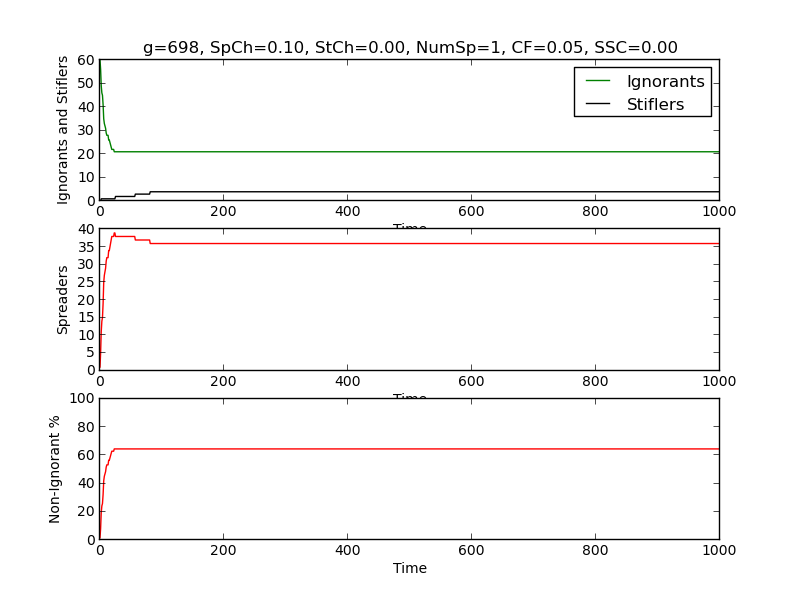 g=698, SpCh=0.10, StCh=0.00, NumSp=1, CF=0.05, SSC=0.00
Ignorants and Stiflers
60
50
40
30
20
10
0
Ignorants
Stiflers
0 200 400 600 800 1000
Time
Spreaders
40
35
30
25
20
15
10
5
0
0 200 400 600 800 1000
Time
Non-Ignorant %
100
80
60
40
20
0
0 200 400 600 800 1000
Time